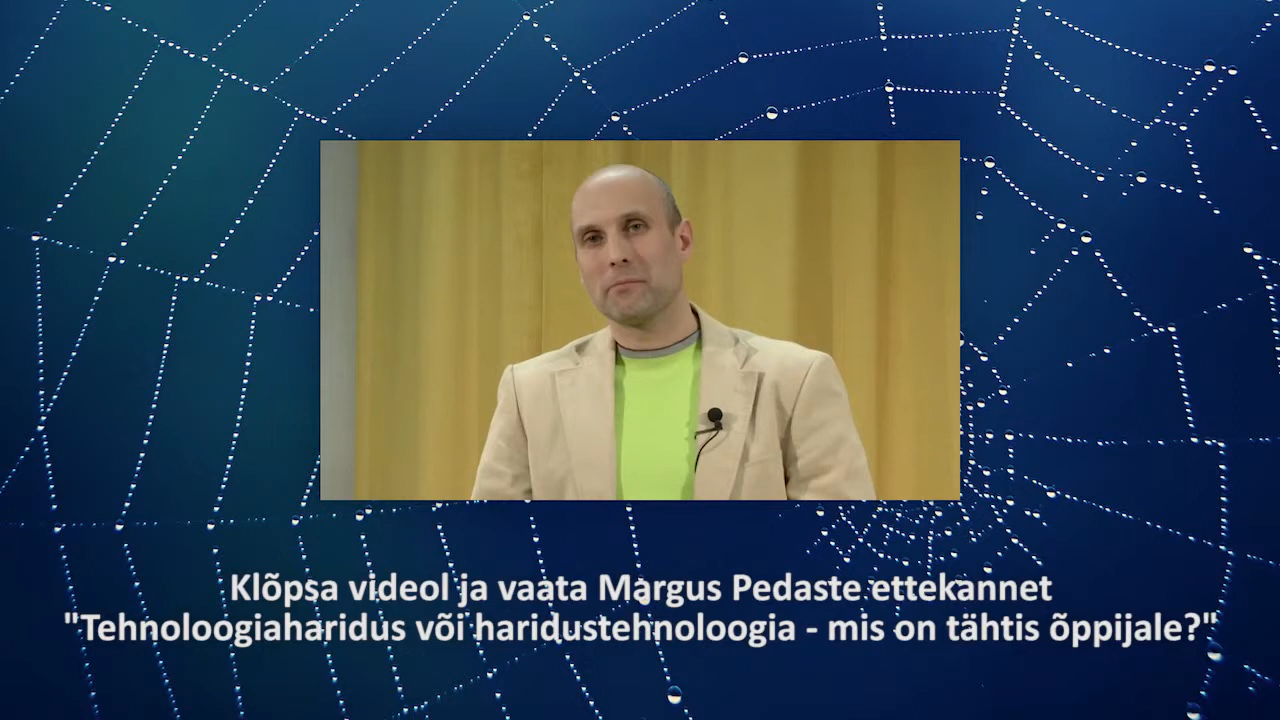 Klõpsa videol ja vaata Margus Pedaste ettekannet
"Tehnoloogiaharidus või haridustehnoloogia - mis on tähtis õppijale?"